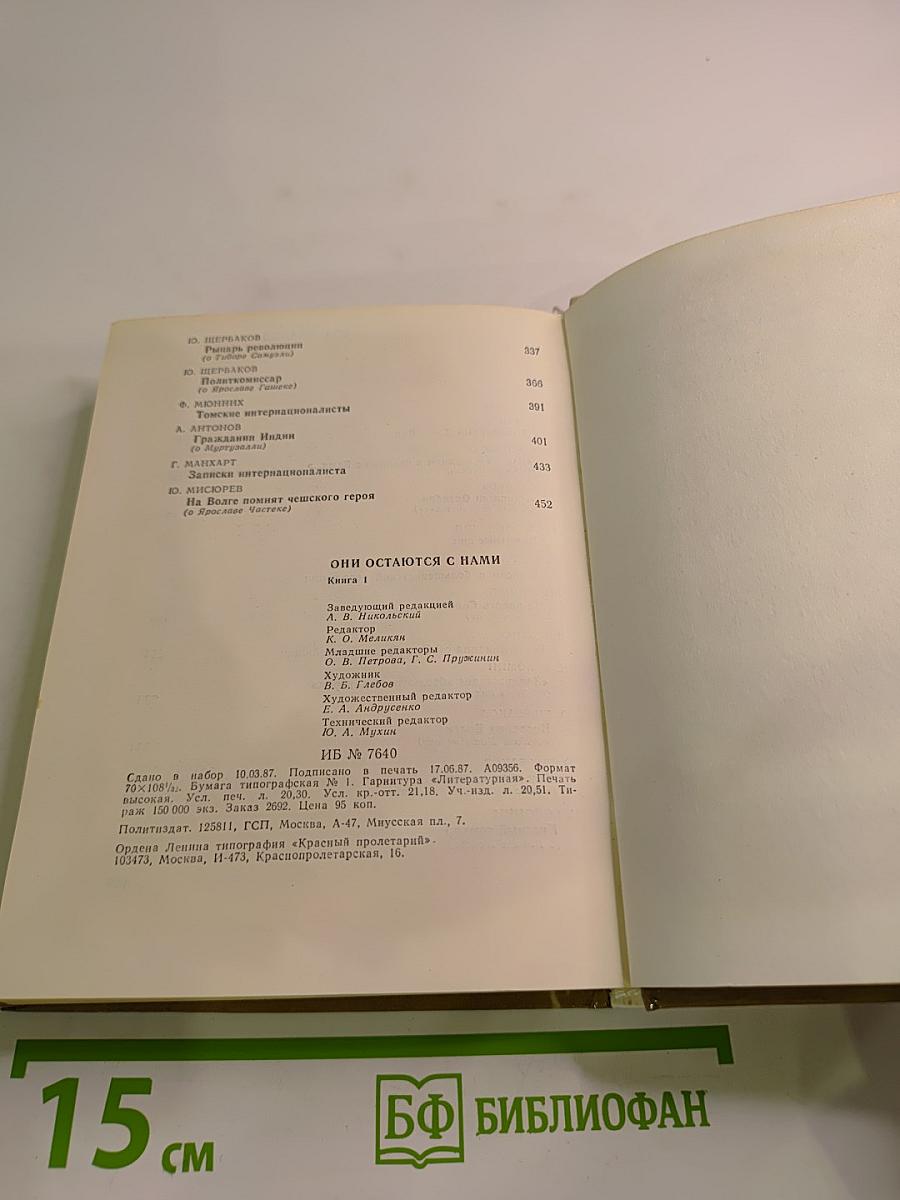 Ю. ЩЕРБАКОВ
Рыцарь революции
(о Тиборе Самуэли)
337
Ю. ЩЕРБАКОВ
Политкомиссар
(о Ярославе Гашеке)
366
Ф. МЮННИХ
Томские интернационалисты
391
А. АНТОНОВ
Гражданин Индии
(о Муртузалли)
401
Г. МАНХАРТ
Записки интернационалиста
433
Ю. МИСЮРЕВ
На Волге помнят чешского героя
(о Ярославе Частеке)
452
ОНИ ОСТАЮТСЯ С НАМИ
Книга 1
Заведующий редакцией
А. В. Никольский
Редактор
К. О. Меликян
Младшие редакторы
О. В. Петрова, Г. С. Пружинин
Художник
В. Б. Глебов
Художественный редактор
Е. А. Андрусенко
Технический редактор
Ю. А. Мухин
ИБ № 7640
Сдано в набор 10.03.87. Подписано в печать 17.06.87. А09356. Формат
70×108¹/₃₂. Бумага типографская № 1. Гарнитура «Литературная». Печать
высокая. Усл. печ. л. 20,30. Усл. кр.-отт. 21,18. Уч.-изд. л. 20,51. Ти-
раж 150 000 экз. Заказ 2692. Цена 95 коп.
Политиздат. 125811, ГСП, Москва, А-47, Миусская пл., 7.
Ордена Ленина типография «Красный пролетарий».
103473, Москва, И-473, Краснопролетарская, 16.
15 см
БФ БИБЛИОФАН